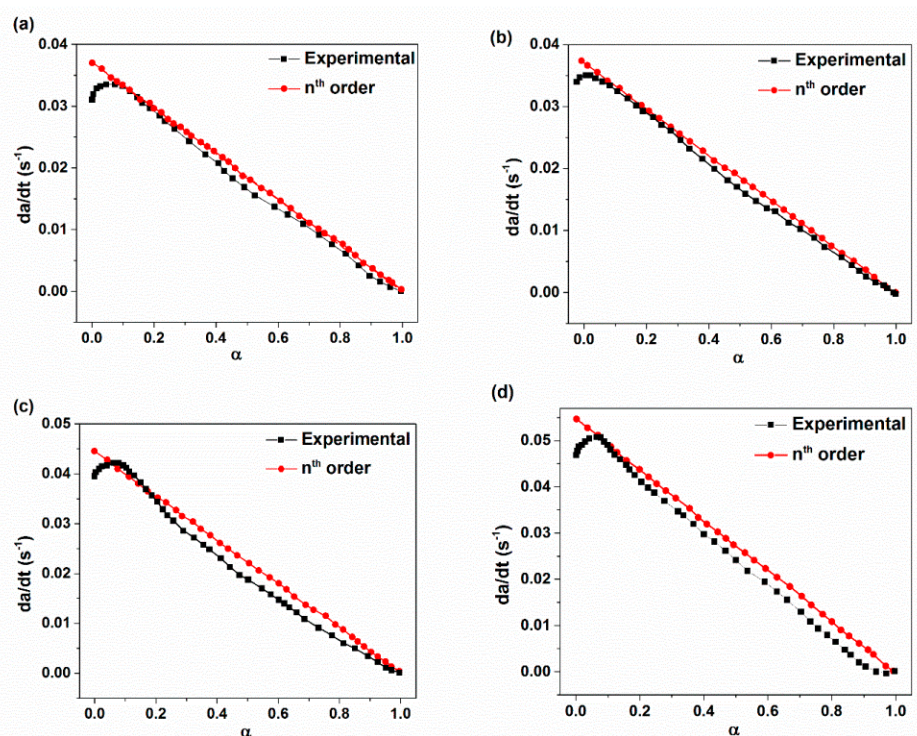 (a)
Experimental
nth order
da/dt (s-1)
0.04
0.03
0.02
0.01
0.00
0.0 0.2 0.4 0.6 0.8 1.0
α
(b)
Experimental
nth order
da/dt (s-1)
0.04
0.03
0.02
0.01
0.00
0.0 0.2 0.4 0.6 0.8 1.0
α
(c)
Experimental
nth order
da/dt (s-1)
0.05
0.04
0.03
0.02
0.01
0.00
0.0 0.2 0.4 0.6 0.8 1.0
α
(d)
Experimental
nth order
da/dt (s-1)
0.05
0.04
0.03
0.02
0.01
0.00
0.0 0.2 0.4 0.6 0.8 1.0
α